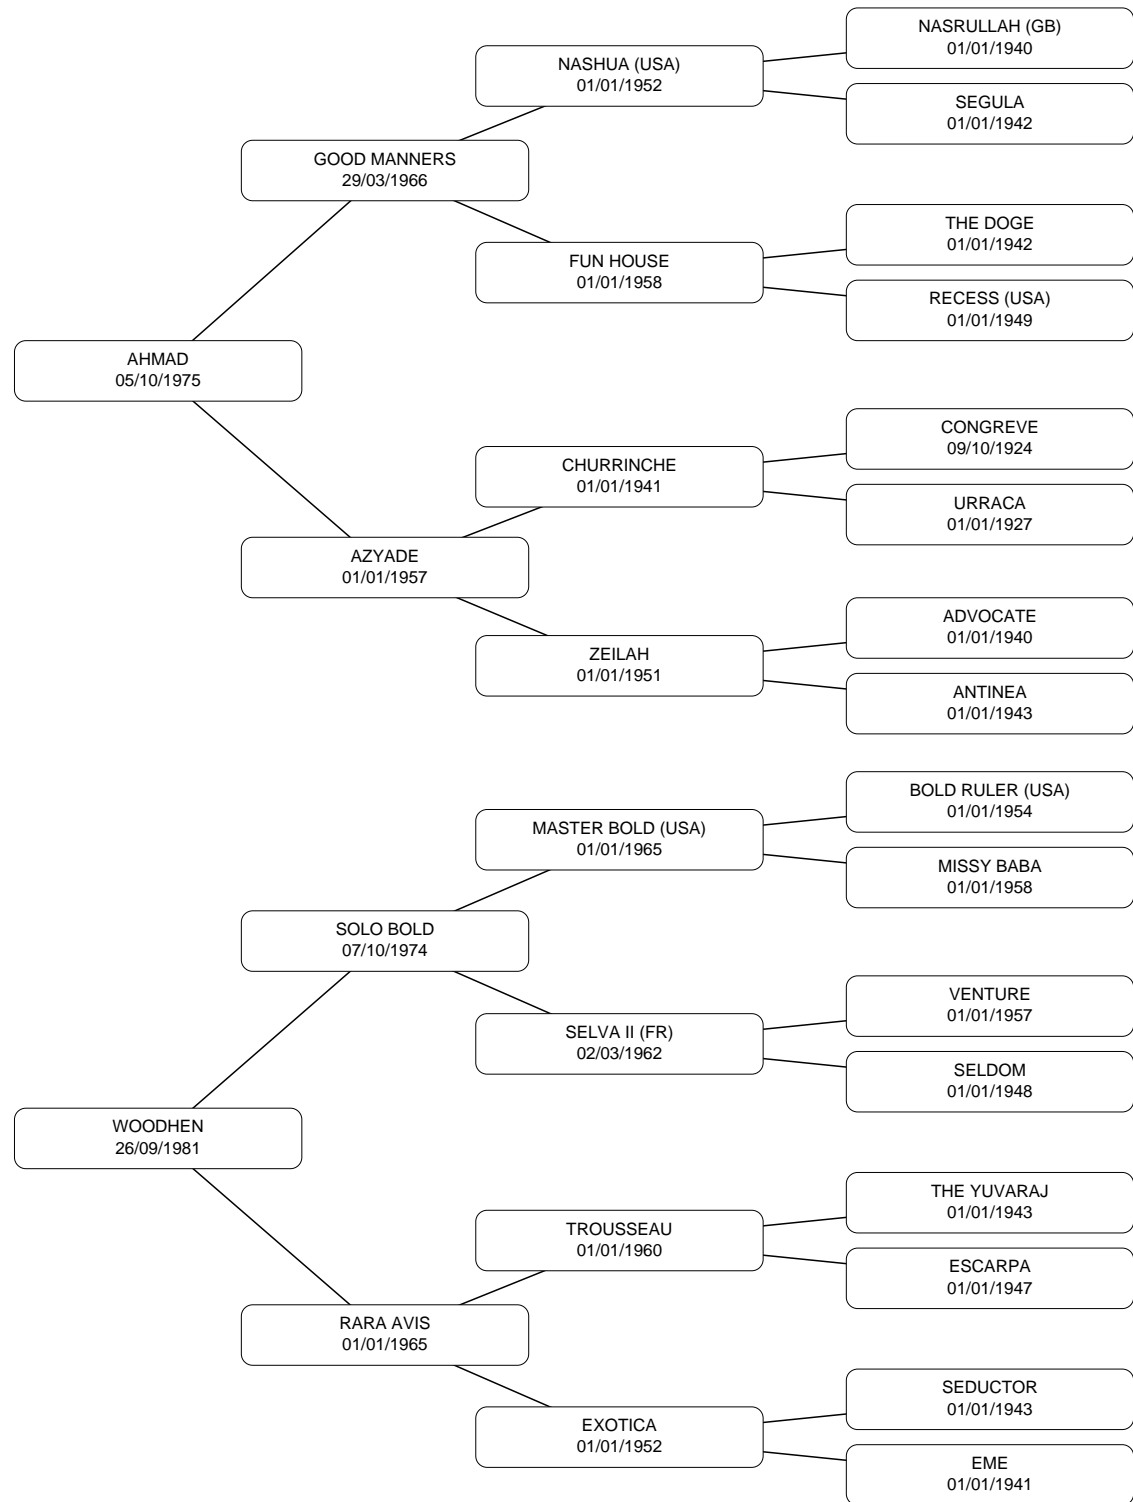 NASRULLAH (GB)
01/01/1940
NASHUA (USA)
01/01/1952
SEGULA
01/01/1942
GOOD MANNERS
29/03/1966
THE DOGE
01/01/1942
FUN HOUSE
01/01/1958
RECESS (USA)
01/01/1949
AHMAD
05/10/1975
CONGREVE
09/10/1924
CHURRINCHE
01/01/1941
URRACA
01/01/1927
AZYADE
01/01/1957
ADVOCATE
01/01/1940
ZEILAH
01/01/1951
ANTINEA
01/01/1943
BOLD RULER (USA)
01/01/1954
MASTER BOLD (USA)
01/01/1965
MISSY BABA
01/01/1958
SOLO BOLD
07/10/1974
VENTURE
01/01/1957
SELVA II (FR)
02/03/1962
SELDOM
01/01/1948
WOODHEN
26/09/1981
THE YUVARAJ
01/01/1943
TROUSSEAU
01/01/1960
ESCARPA
01/01/1947
RARA AVIS
01/01/1965
SEDUCTOR
01/01/1943
EXOTICA
01/01/1952
EME
01/01/1941